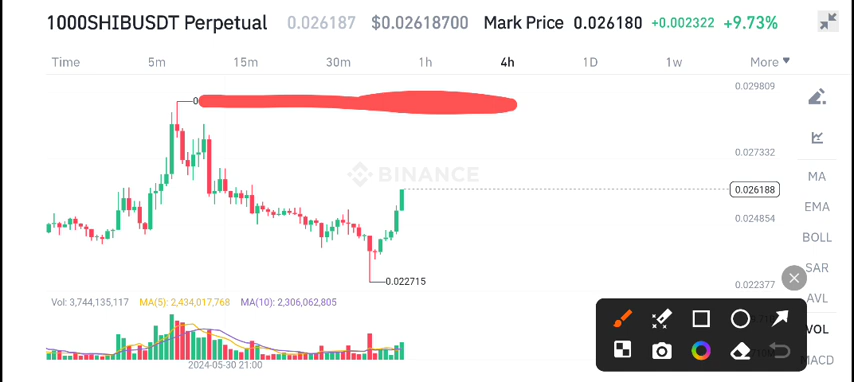 1000SHIBUSDT Perpetual 0.026187 $0.02618700 Mark Price 0.026180 +0.002322 +9.73%
Time 5m 15m 30m 1h 4h 1D 1w More
0.029809
0.027332
BINANCE
MA
0.026188
EMA
0.024854
BOLL
SAR
0.022715
0.022377
Vol: 3,744,135,117 MA(5): 2,434,017,768 MA(10): 2,306,062,805
AVL
VOL
MACD
2024-05-30 21:00